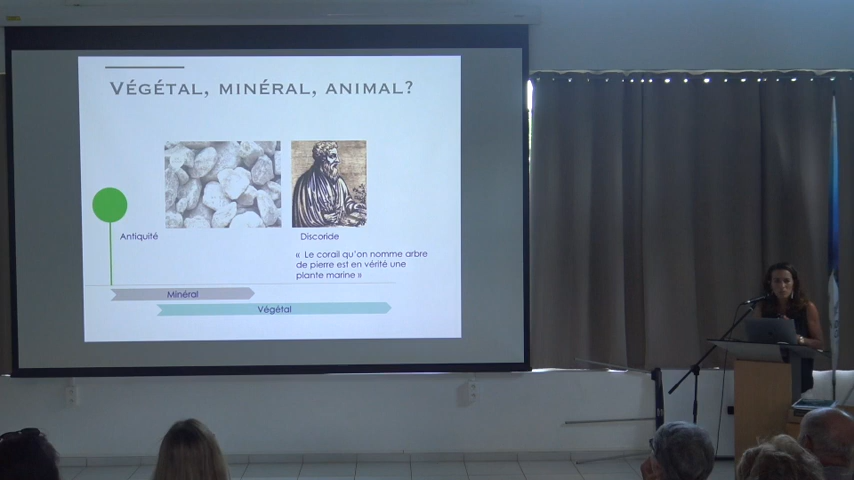 VÉGÉTAL, MINÉRAL, ANIMAL?
Antiquité
Discoride
« Le corail qu'on nomme arbre
de pierre est en vérité une
plante marine »
Minéral
Végétal